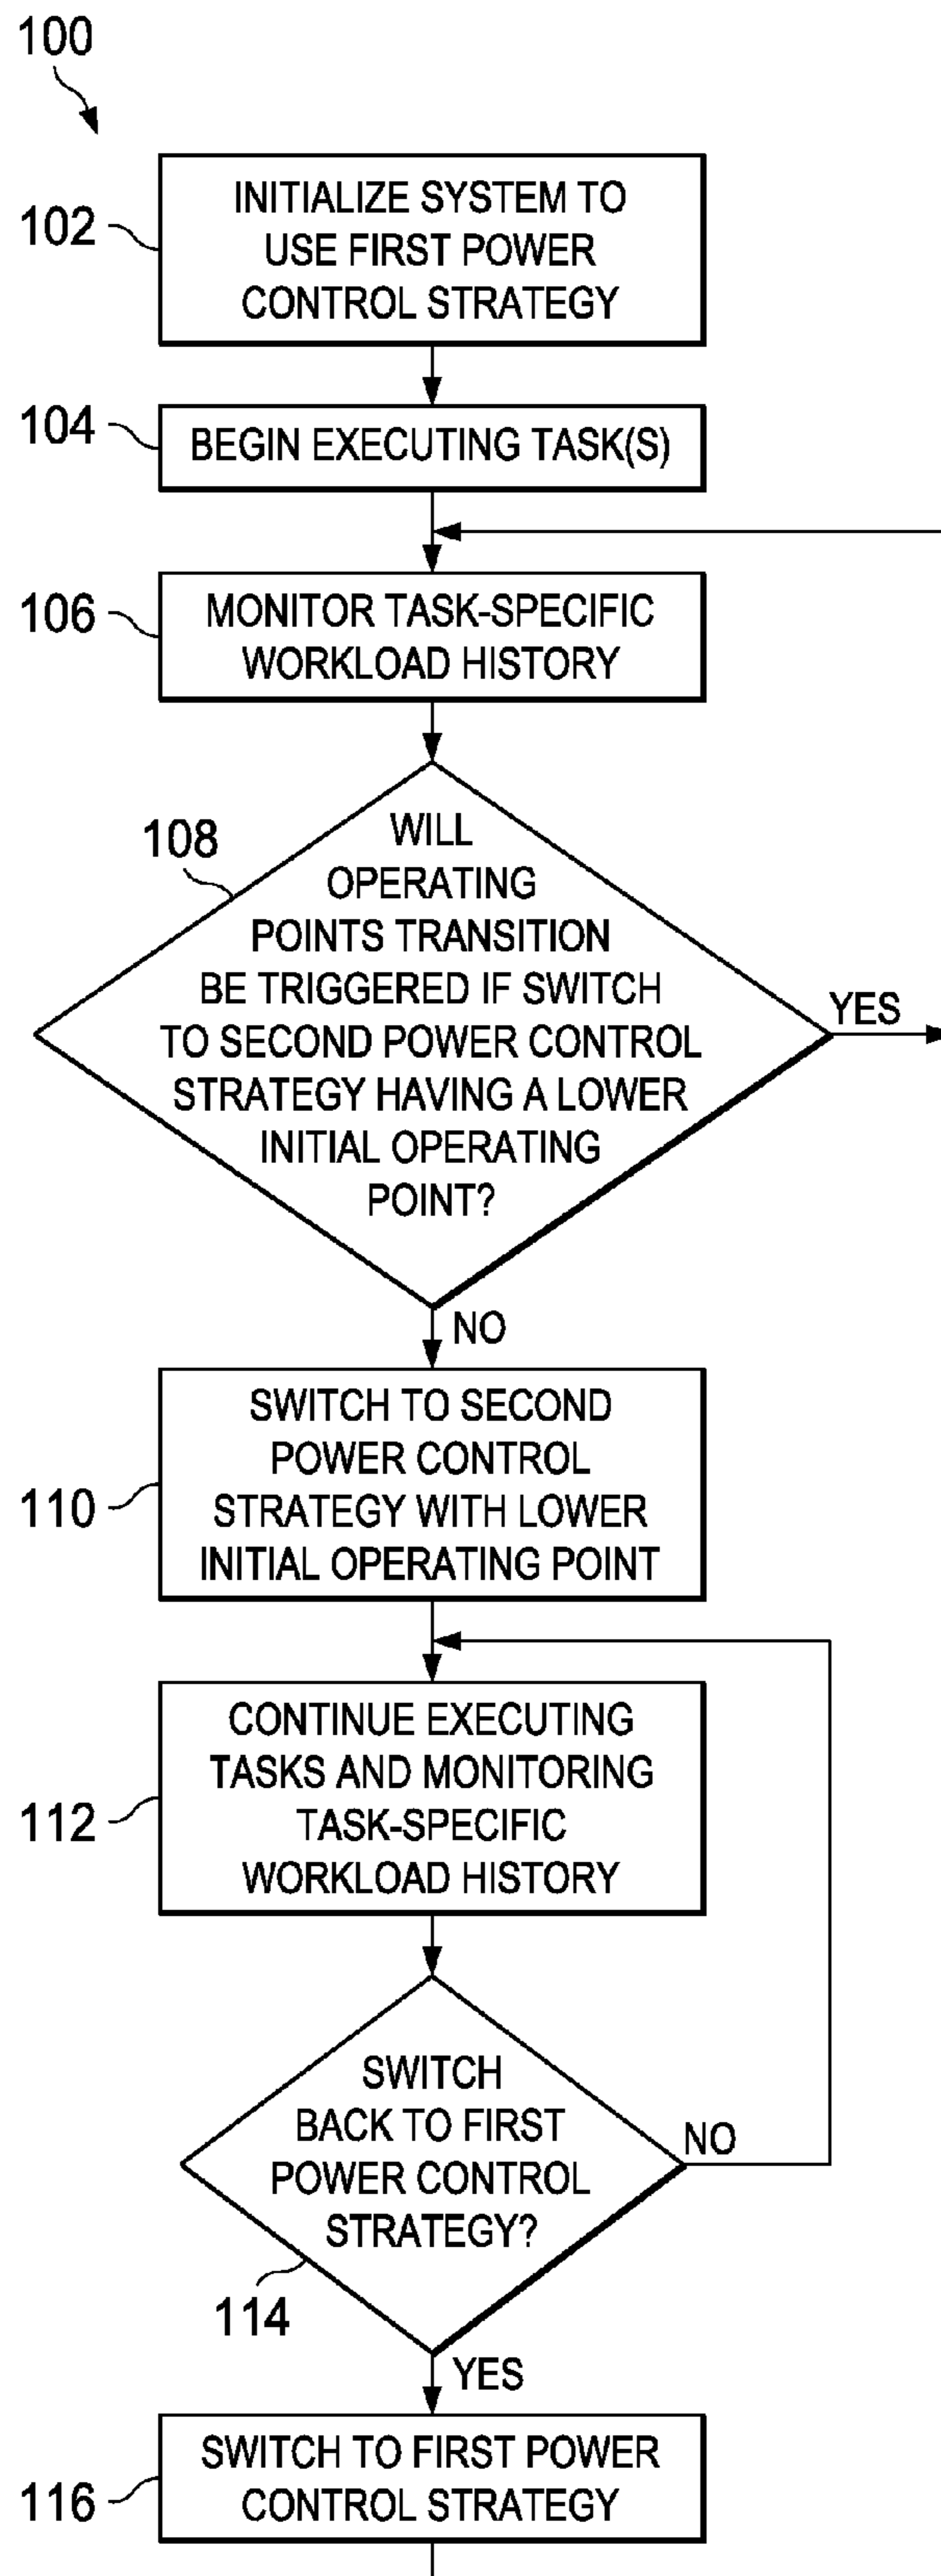 100
102
INITIALIZE SYSTEM TO
USE FIRST POWER
CONTROL STRATEGY
104
BEGIN EXECUTING TASK(S)
106
MONITOR TASK-SPECIFIC
WORKLOAD HISTORY
108
WILL
OPERATING
POINTS TRANSITION
BE TRIGGERED IF SWITCH
TO SECOND POWER CONTROL
STRATEGY HAVING A LOWER
INITIAL OPERATING
POINT?
YES
NO
110
SWITCH TO SECOND
POWER CONTROL
STRATEGY WITH LOWER
INITIAL OPERATING POINT
112
CONTINUE EXECUTING
TASKS AND MONITORING
TASK-SPECIFIC
WORKLOAD HISTORY
SWITCH
BACK TO FIRST
POWER CONTROL
STRATEGY?
NO
114
YES
116
SWITCH TO FIRST POWER
CONTROL STRATEGY